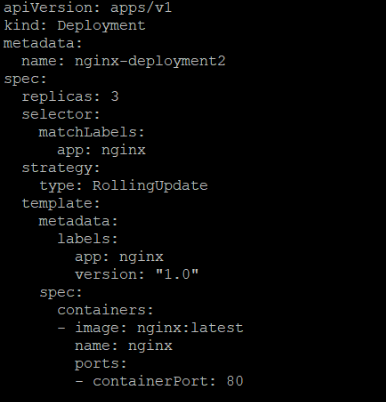 apiVersion: apps/v1
kind: Deployment
metadata:
  name: nginx-deployment2
spec:
  replicas: 3
  selector:
    matchLabels:
      app: nginx
  strategy:
    type: RollingUpdate
  template:
    metadata:
      labels:
        app: nginx
        version: "1.0"
    spec:
      containers:
      - image: nginx:latest
        name: nginx
        ports:
        - containerPort: 80